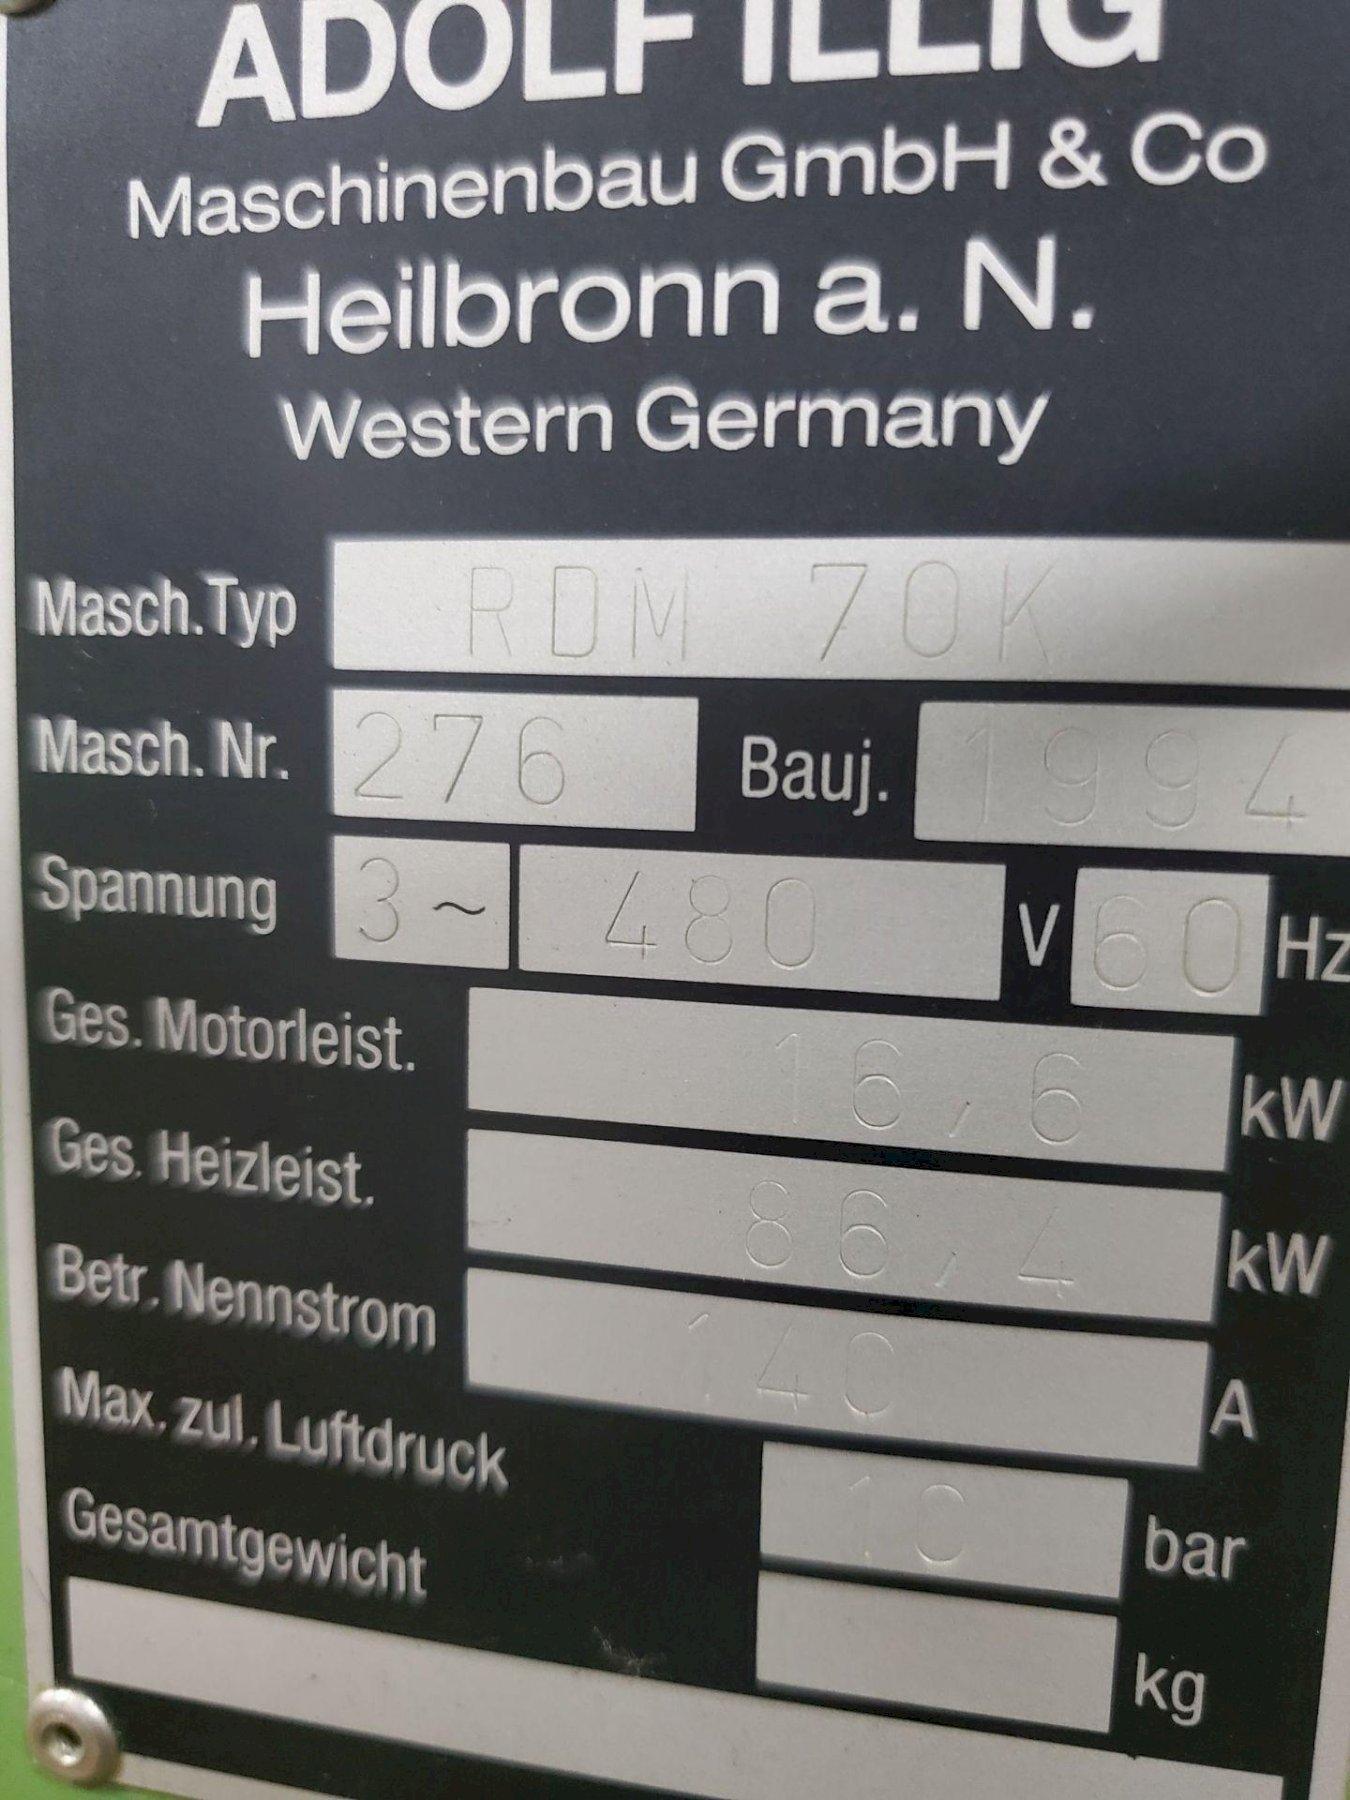 ADOLF ILLIG
Maschinenbau GmbH & Co
Heilbronn a. N.
Western Germany
Masch.Typ RDM 70K
Masch. Nr. 276 Bauj. 1994
Spannung 3~ 480 V 60 Hz
Ges. Motorleist. 16,6 kW
Ges. Heizleist. 86,4 kW
Betr. Nennstrom 140 A
Max. zul. Luftdruck 10 bar
Gesamtgewicht kg